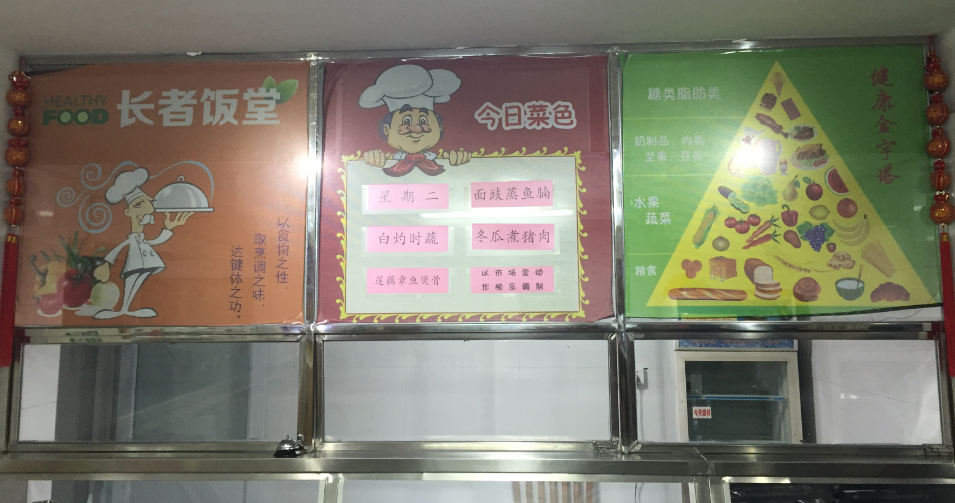 HEALTHY
FOOD
长者饭堂
以食物之性,
取烹调之味,
达健体之功。
今日菜色
星期二
面豉蒸鱼腩
白灼时蔬
冬瓜煮猪肉
莲藕章鱼煲骨
以市场变动
作相应调制
健康金字塔
糖类脂肪类
奶制品、肉类
坚果、豆类
水果
蔬菜
粮食